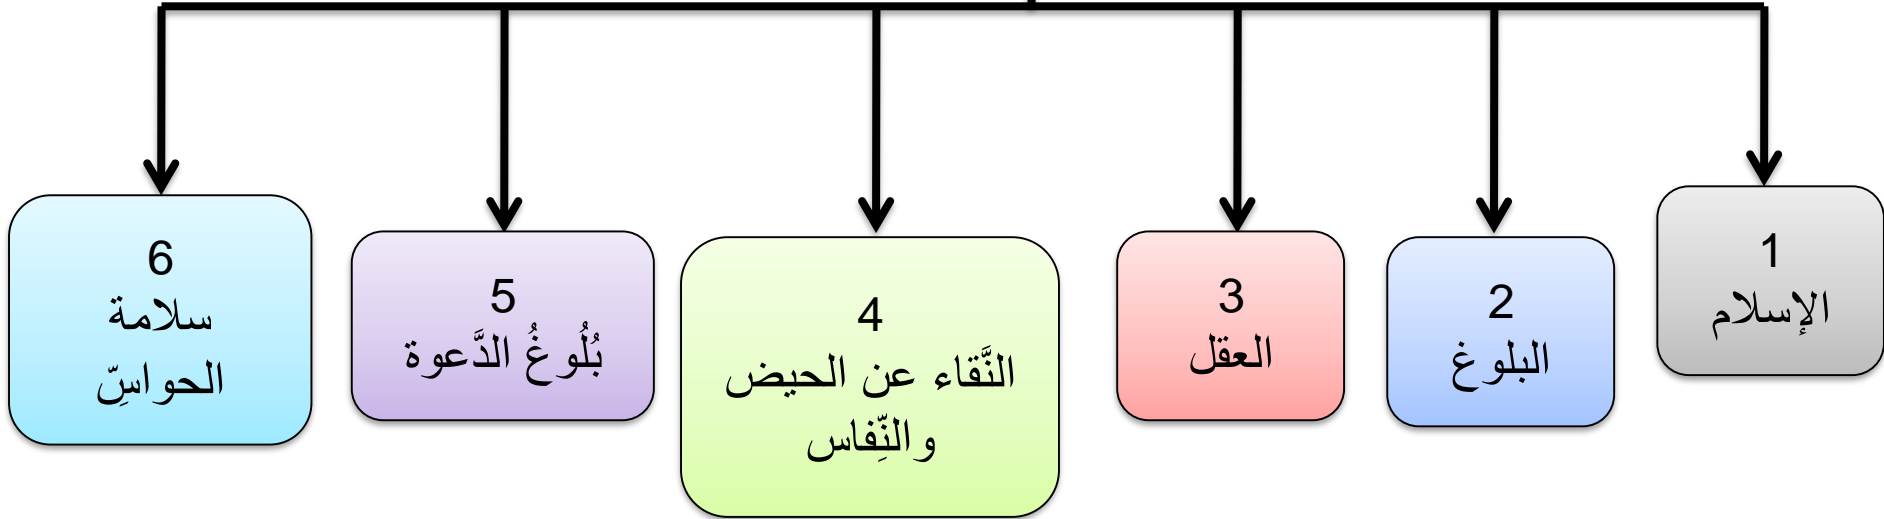 1
الإسلام
2
البلوغ
3
العقل
4
النَّقاء عن الحيض
والنِّفاس
5
بُلُوغُ الدَّعوة
6
سلامة
الحواسِّ